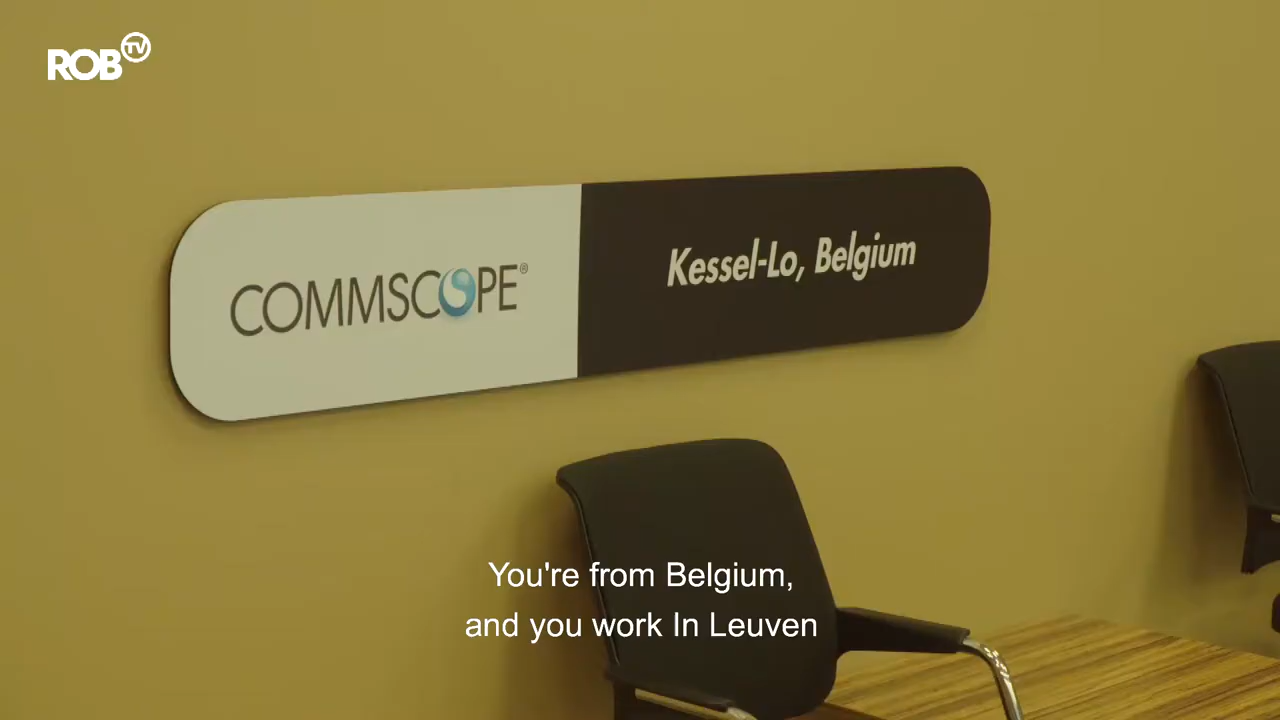 ROB TV
COMMSCOPE®
Kessel-Lo, Belgium
You're from Belgium,
and you work In Leuven